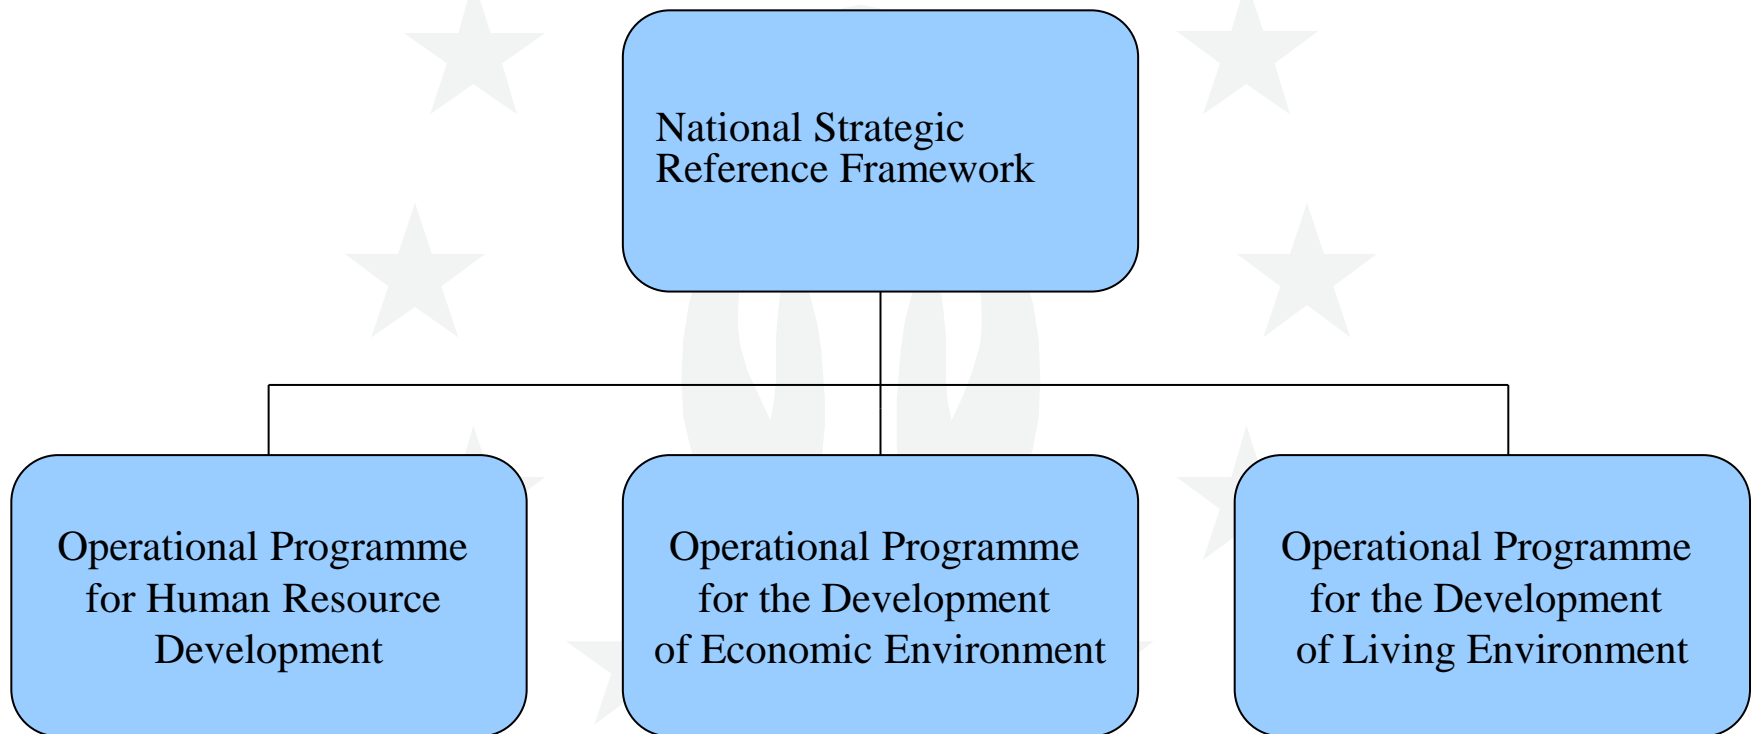 National Strategic
Reference Framework
Operational Programme
for Human Resource
Development
Operational Programme
for the Development
of Economic Environment
Operational Programme
for the Development
of Living Environment